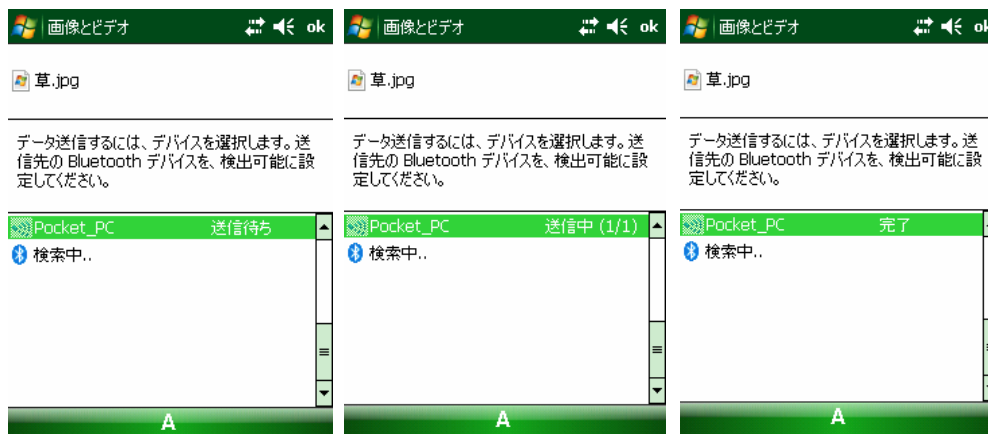 画像とビデオ ok
草.jpg
データ送信するには、デバイスを選択します。送
信先の Bluetooth デバイスを、検出可能に設
定してください。
Pocket_PC 送信待ち
検索中..
A
画像とビデオ ok
草.jpg
データ送信するには、デバイスを選択します。送
信先の Bluetooth デバイスを、検出可能に設
定してください。
Pocket_PC 送信中 (1/1)
検索中..
A
画像とビデオ ok
草.jpg
データ送信するには、デバイスを選択します。送
信先の Bluetooth デバイスを、検出可能に設
定してください。
Pocket_PC 完了
検索中..
A